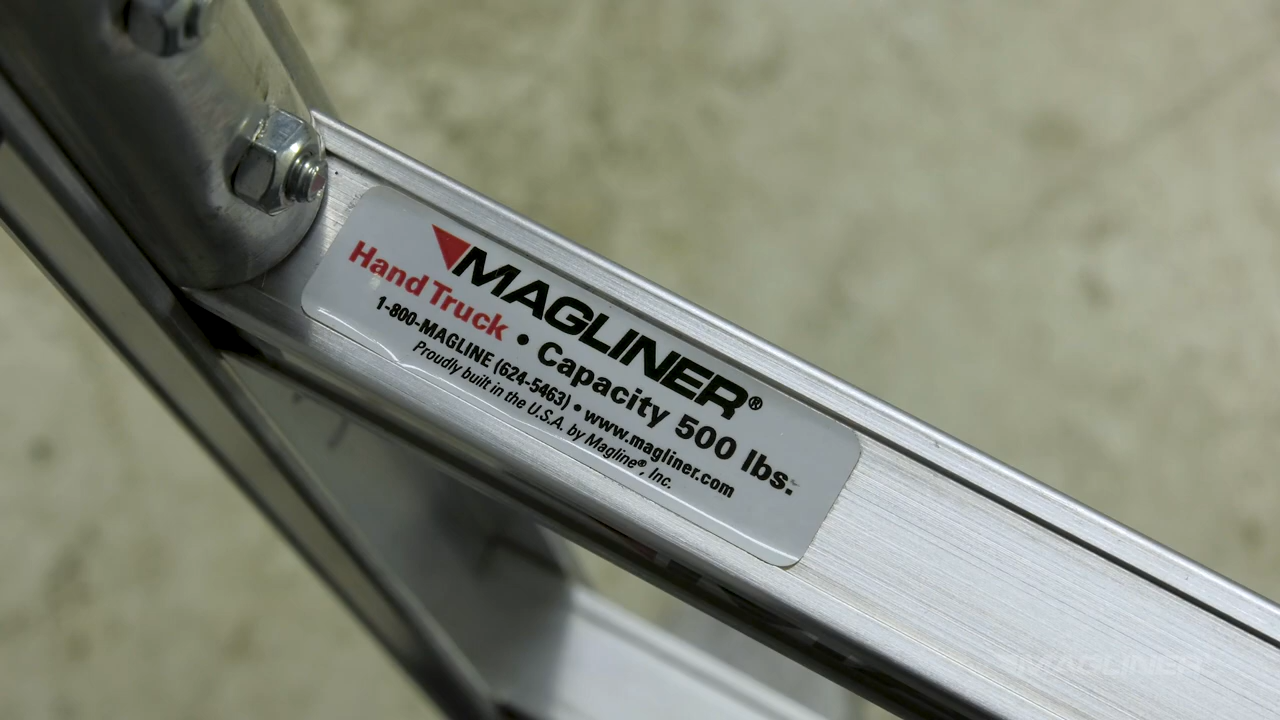 MAGLINER®
Hand Truck • Capacity 500 lbs.
1-800-MAGLINE (624-5463) • www.magliner.com
Proudly built in the U.S.A. by Magline®, Inc.
MAGLINER